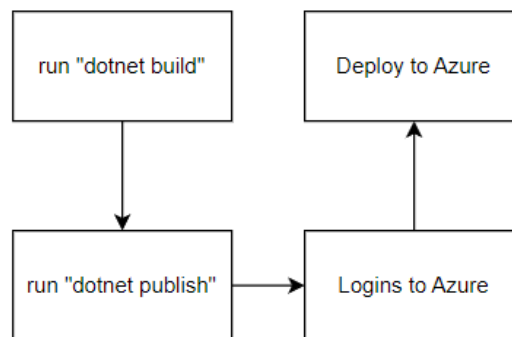 run "dotnet build"
Deploy to Azure
run "dotnet publish"
Logins to Azure